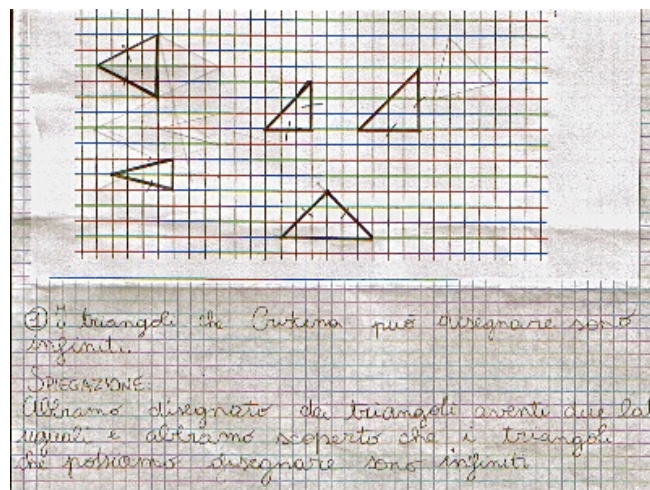 ① I triangoli che Cristina può disegnare sono
infiniti.
SPIEGAZIONE:
Abbiamo disegnato dei triangoli aventi due lat
uguali e abbiamo scoperto che i triangoli
che possiamo disegnare sono infiniti